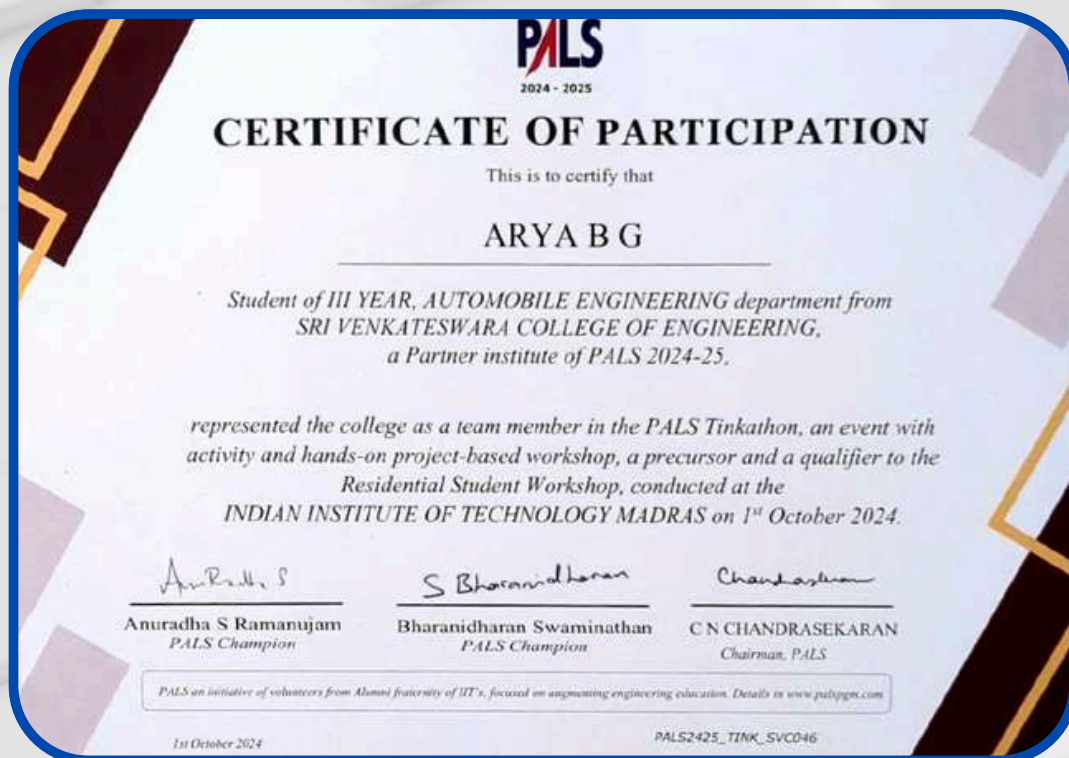 PALS
2024 - 2025
CERTIFICATE OF PARTICIPATION
This is to certify that
ARYA B G
Student of III YEAR, AUTOMOBILE ENGINEERING department from
SRI VENKATESWARA COLLEGE OF ENGINEERING,
a Partner institute of PALS 2024-25,
represented the college as a team member in the PALS Tinkathon, an event with
activity and hands-on project-based workshop, a precursor and a qualifier to the
Residential Student Workshop, conducted at the
INDIAN INSTITUTE OF TECHNOLOGY MADRAS on 1st October 2024.
AnuRadha S S Bharanidharan Chandrasekaran
Anuradha S Ramanujam Bharanidharan Swaminathan C N CHANDRASEKARAN
PALS Champion PALS Champion Chairman, PALS
PALS an initiative of volunteers from Alumni fraternity of IIT's, focused on augmenting engineering education. Details in www.palspgm.com
1st October 2024 PALS2425_TINK_SVC046